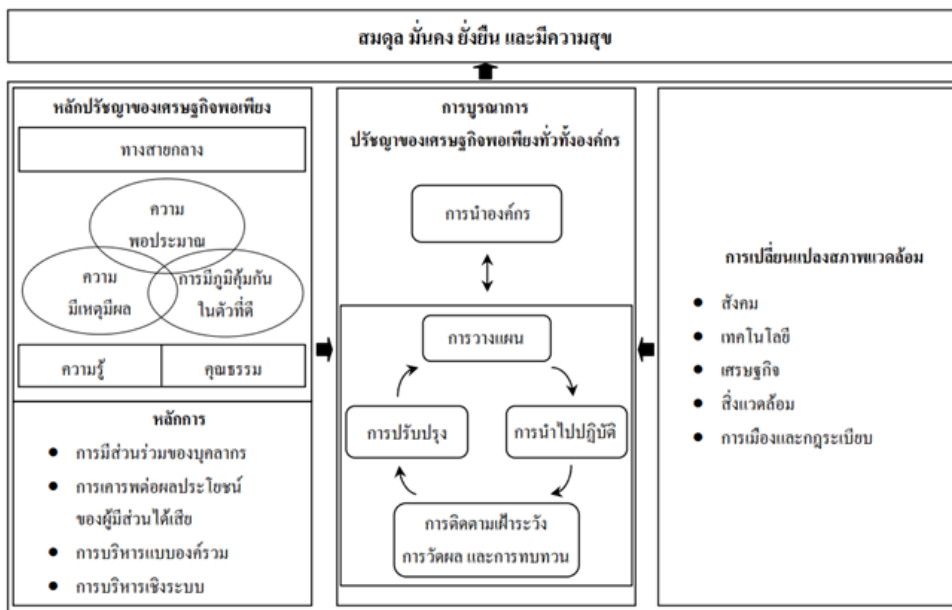 สมดุล มั่นคง ยั่งยืน และมีความสุข
หลักปรัชญาของเศรษฐกิจพอเพียง
ทางสายกลาง
ความ
พอประมาณ
ความ
มีเหตุมีผล
การมีภูมิคุ้มกัน
ในตัวที่ดี
ความรู้
คุณธรรม
หลักการ
● การมีส่วนร่วมของบุคลากร
● การเคารพต่อผลประโยชน์
ของผู้มีส่วนได้เสีย
● การบริหารแบบองค์รวม
● การบริหารเชิงระบบ
การบูรณาการ
ปรัชญาของเศรษฐกิจพอเพียงทั่วทั้งองค์กร
การนำองค์กร
การวางแผน
การปรับปรุง
การนำไปปฏิบัติ
การติดตามเฝ้าระวัง
การวัดผล และการทบทวน
การเปลี่ยนแปลงสภาพแวดล้อม
● สังคม
● เทคโนโลยี
● เศรษฐกิจ
● สิ่งแวดล้อม
● การเมืองและกฎระเบียบ